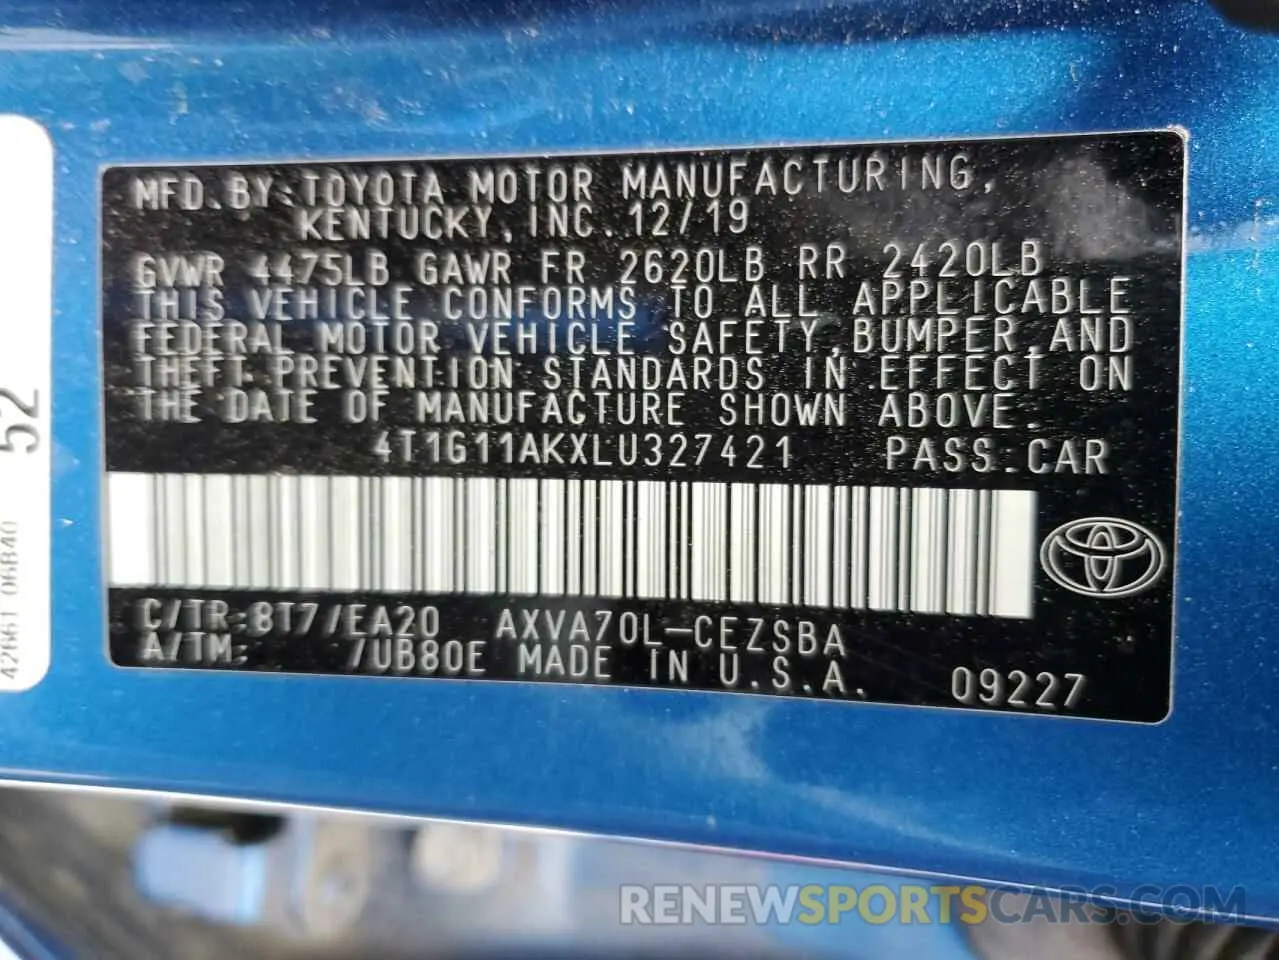 MFD.BY:TOYOTA MOTOR MANUFACTURING,
KENTUCKY, INC. 12/19
GVWR 4475LB GAWR FR 2620LB RR 2420LB
THIS VEHICLE CONFORMS TO ALL APPLICABLE
FEDERAL MOTOR VEHICLE SAFETY,BUMPER,AND
THEFT PREVENTION STANDARDS IN EFFECT ON
THE DATE OF MANUFACTURE SHOWN ABOVE.
4T1G11AKXLU327421 PASS.CAR
C/TR:8T7/EA20 AXVA70L-CEZSBA
A/TM: /UB80E MADE IN U.S.A. 09227
52
42661 06B40
RENEWSPORTSCARS.COM